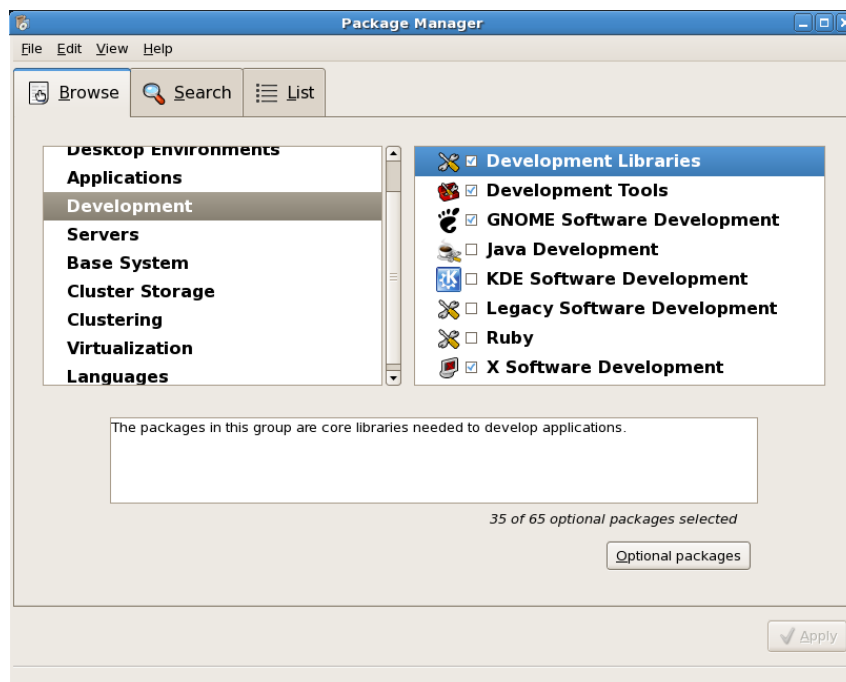 Package Manager
File Edit View Help
Browse Search List
Desktop Environments
Applications
Development
Servers
Base System
Cluster Storage
Clustering
Virtualization
Languages
Development Libraries
Development Tools
GNOME Software Development
Java Development
KDE Software Development
Legacy Software Development
Ruby
X Software Development
The packages in this group are core libraries needed to develop applications.
35 of 65 optional packages selected
Optional packages
Apply